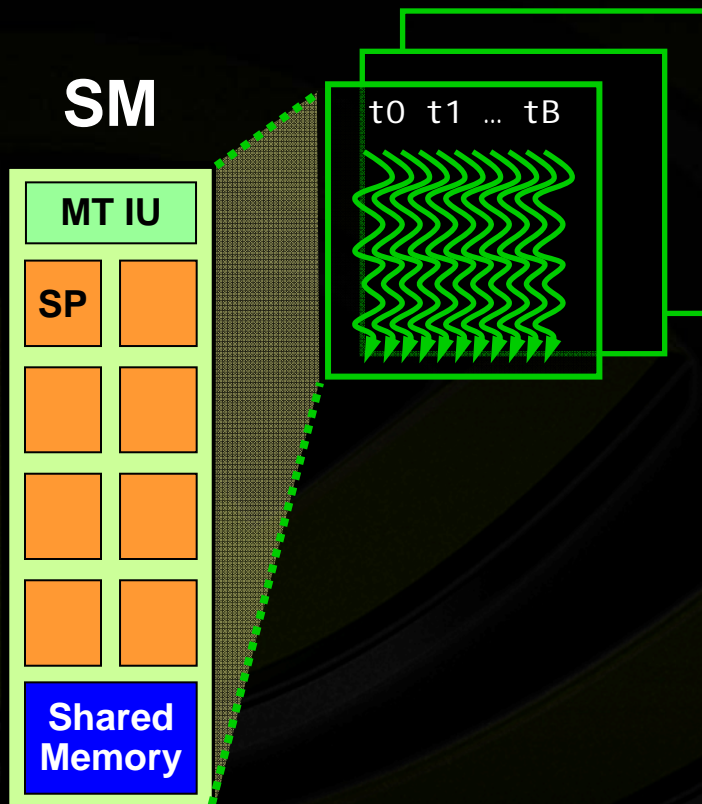 SM
t0 t1 … tB
MT IU
SP
Shared
Memory